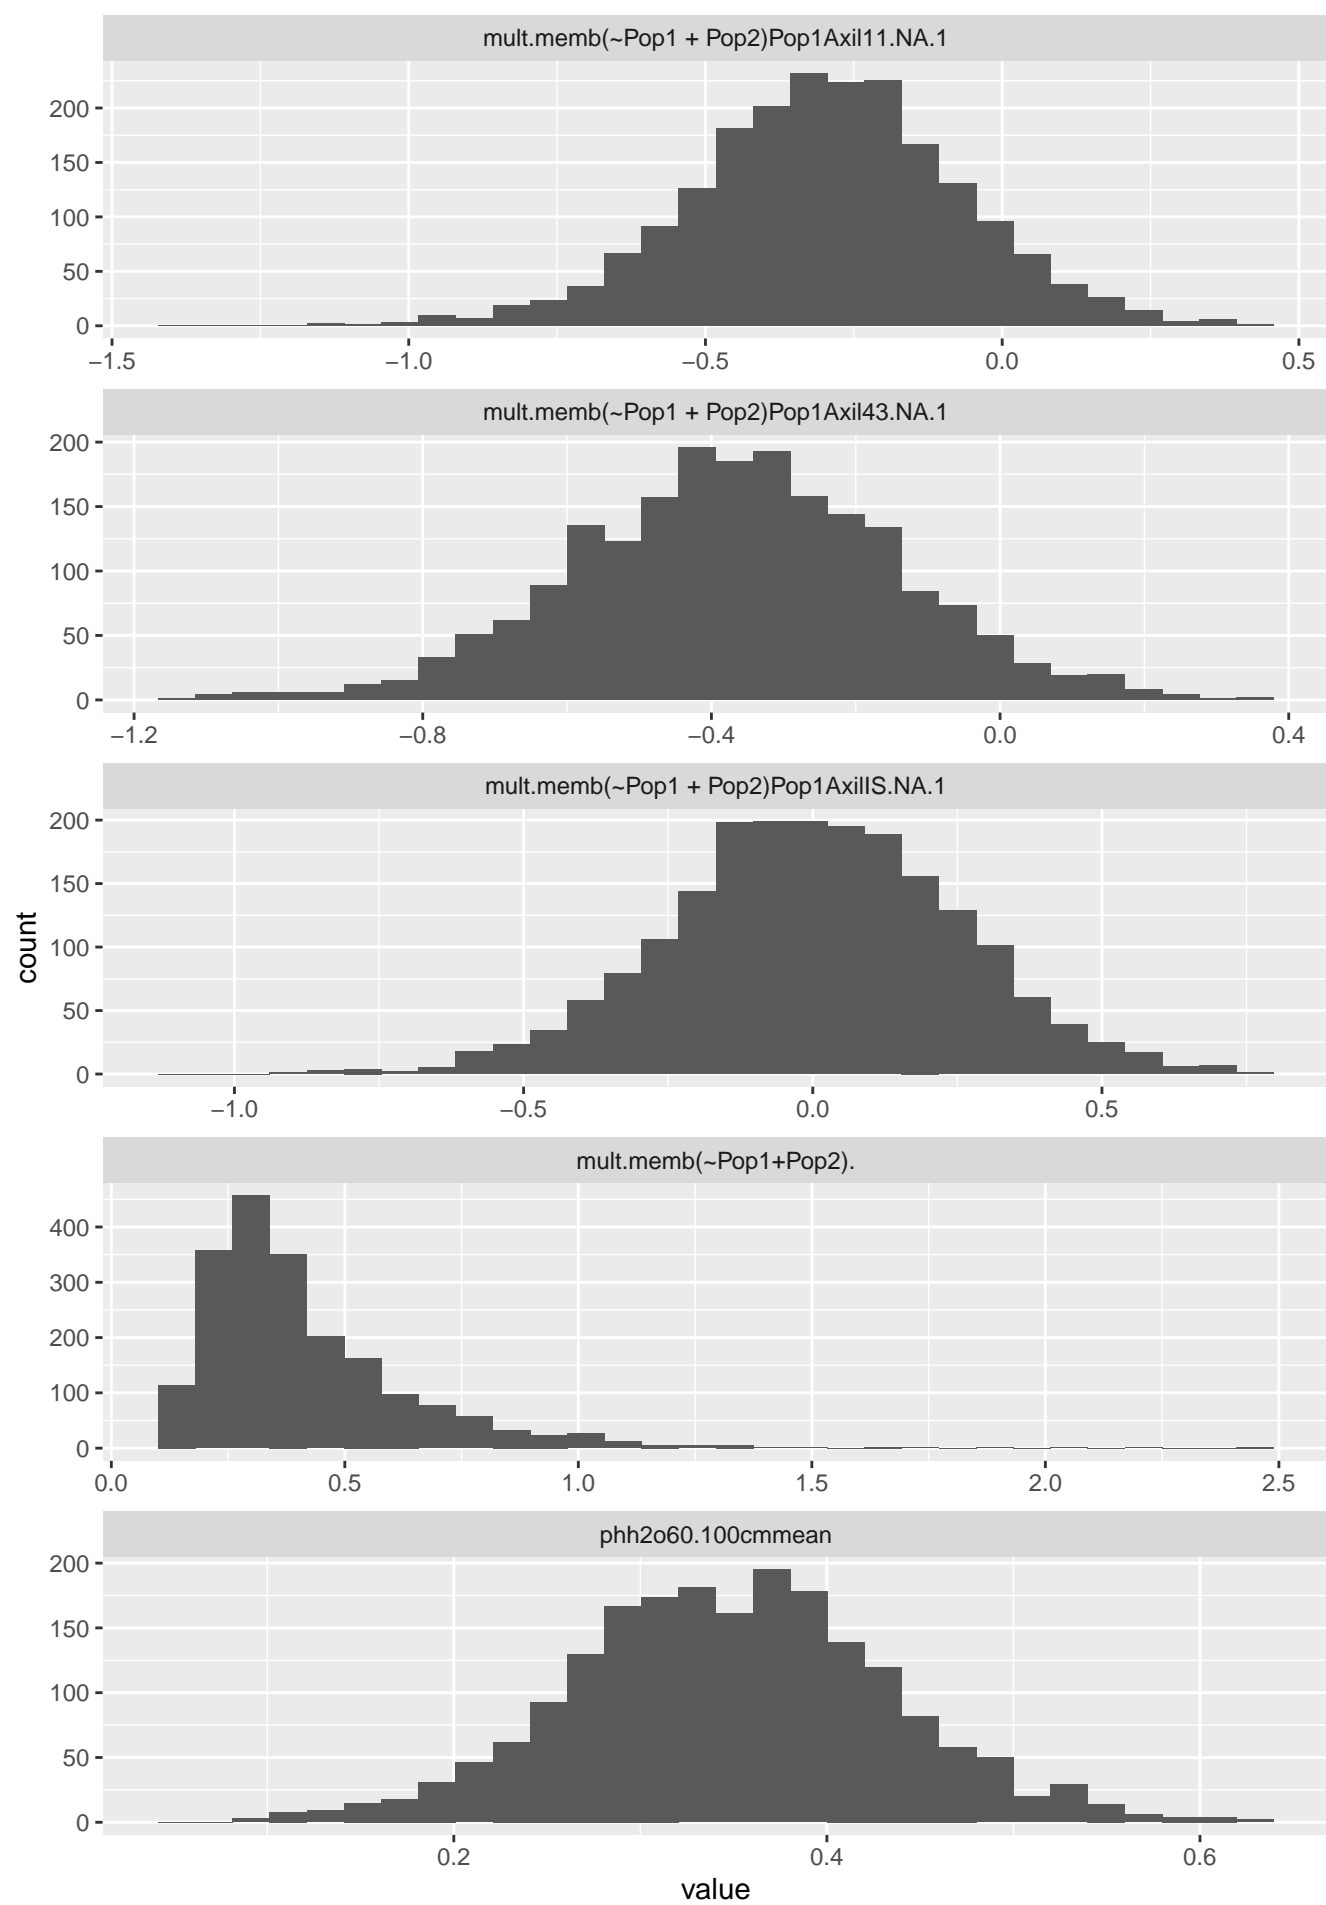 mult.memb(~Pop1 + Pop2)Pop1Axil11.NA.1
200
150
100
50
0
−1.5 −1.0 −0.5 0.0 0.5
mult.memb(~Pop1 + Pop2)Pop1Axil43.NA.1
200
150
100
50
0
−1.2 −0.8 −0.4 0.0 0.4
mult.memb(~Pop1 + Pop2)Pop1AxilIS.NA.1
200
150
100
50
0
−1.0 −0.5 0.0 0.5
count
mult.memb(~Pop1+Pop2).
400
300
200
100
0
0.0 0.5 1.0 1.5 2.0 2.5
phh2o60.100cmmean
200
150
100
50
0
0.2 0.4 0.6
value